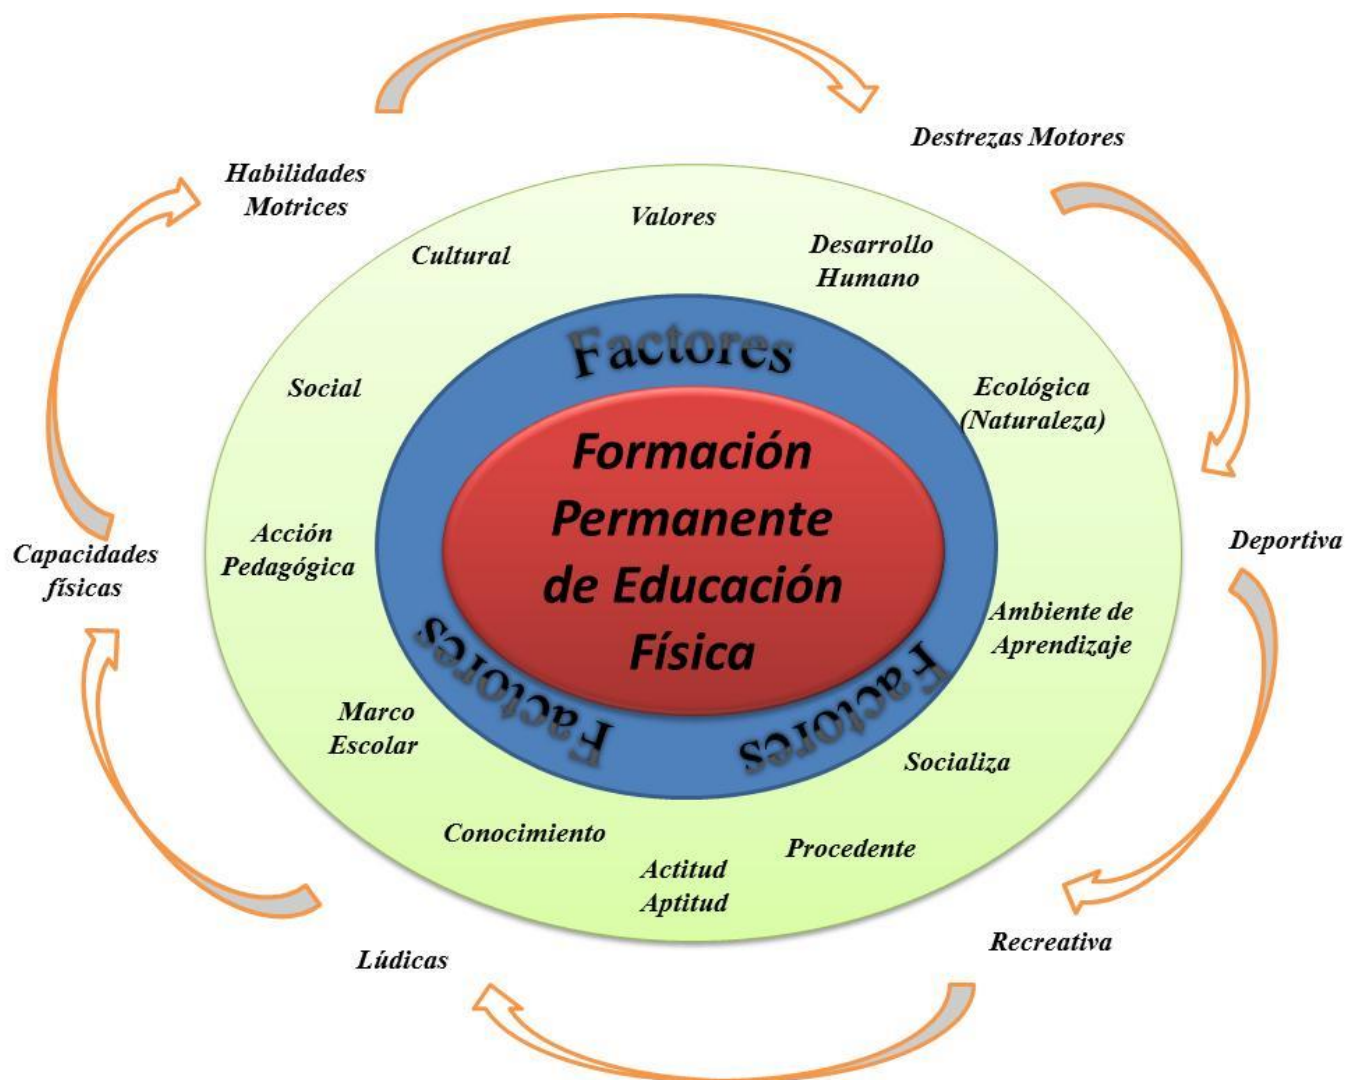 Destrezas Motores
Habilidades
Motrices
Valores
Cultural
Desarrollo
Humano
Factores
Social
Ecológica
(Naturaleza)
Formación
Permanente
de Educación
Física
Acción
Pedagógica
Capacidades
físicas
Deportiva
Ambiente de
Aprendizaje
Factores
Factores
Marco
Escolar
Socializa
Conocimiento
Procedente
Actitud
Aptitud
Recreativa
Lúdicas